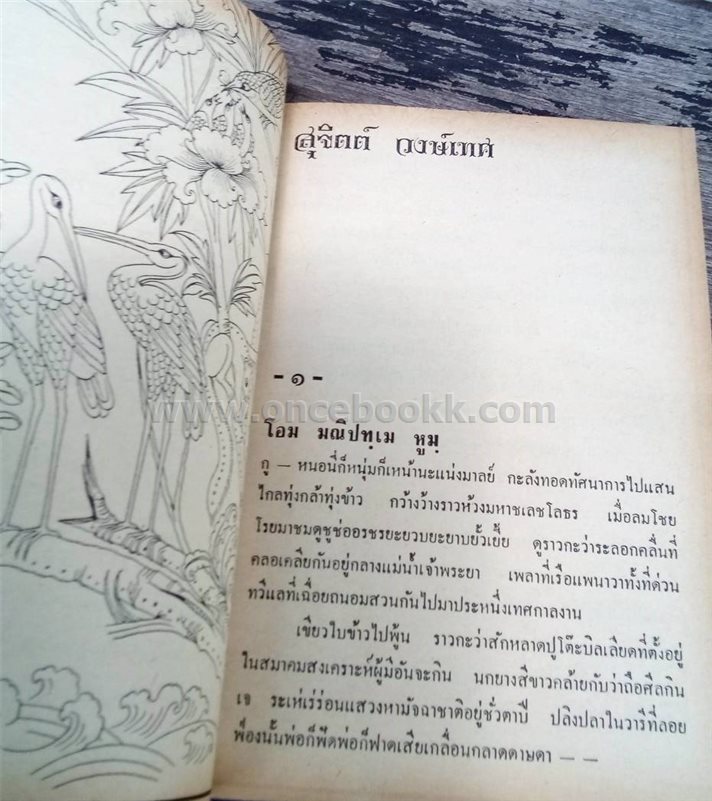 สุจิตต์ วงษ์เทศ
- ๑ -
www.oncebookk.com
โอม มณีปทฺเม หูมฺ
กู — หนอนี่ก็หนุ่มก็เหน้านะแน่งมาลย์ กะลังทอดทัศนาการไปแสน
ไกลทุ่งกล้าทุ่งข้าว กว้างว้างราวห้วงมหาชเลชโลธร เมื่อลมโชย
โรยมาชมดูชูช่ออรชรยะยวบยะยาบยั้วเยี้ย ดูราวกะว่าระลอกคลื่นที่
คลอเคลียกันอยู่กลางแม่น้ำเจ้าพระยา เพลาที่เรือแพนาวาทั้งที่ด่วน
ทวีแลที่เฉื่อยถนอมสวนกันไปมาประหนึ่งเทศกาลงาน
เขียวใบข้าวไปพู้น ราวกะว่าสักหลาดปูโต๊ะบิลเลียดที่ตั้งอยู่
ในสมาคมสงเคราะห์ผู้มีอันจะกิน นกยางสีขาวคล้ายกับว่าถือศีลกิน
เจ ระเห่เร่ร่อนแสวงหามัจฉาชาติอยู่ชั่วตาปี ปลิงปลาในวารีที่ลอย
พ็องนั้นพ่อก็ฟัดพ่อก็ฟาดเสียเกลื่อนกลาดดาษดา — —